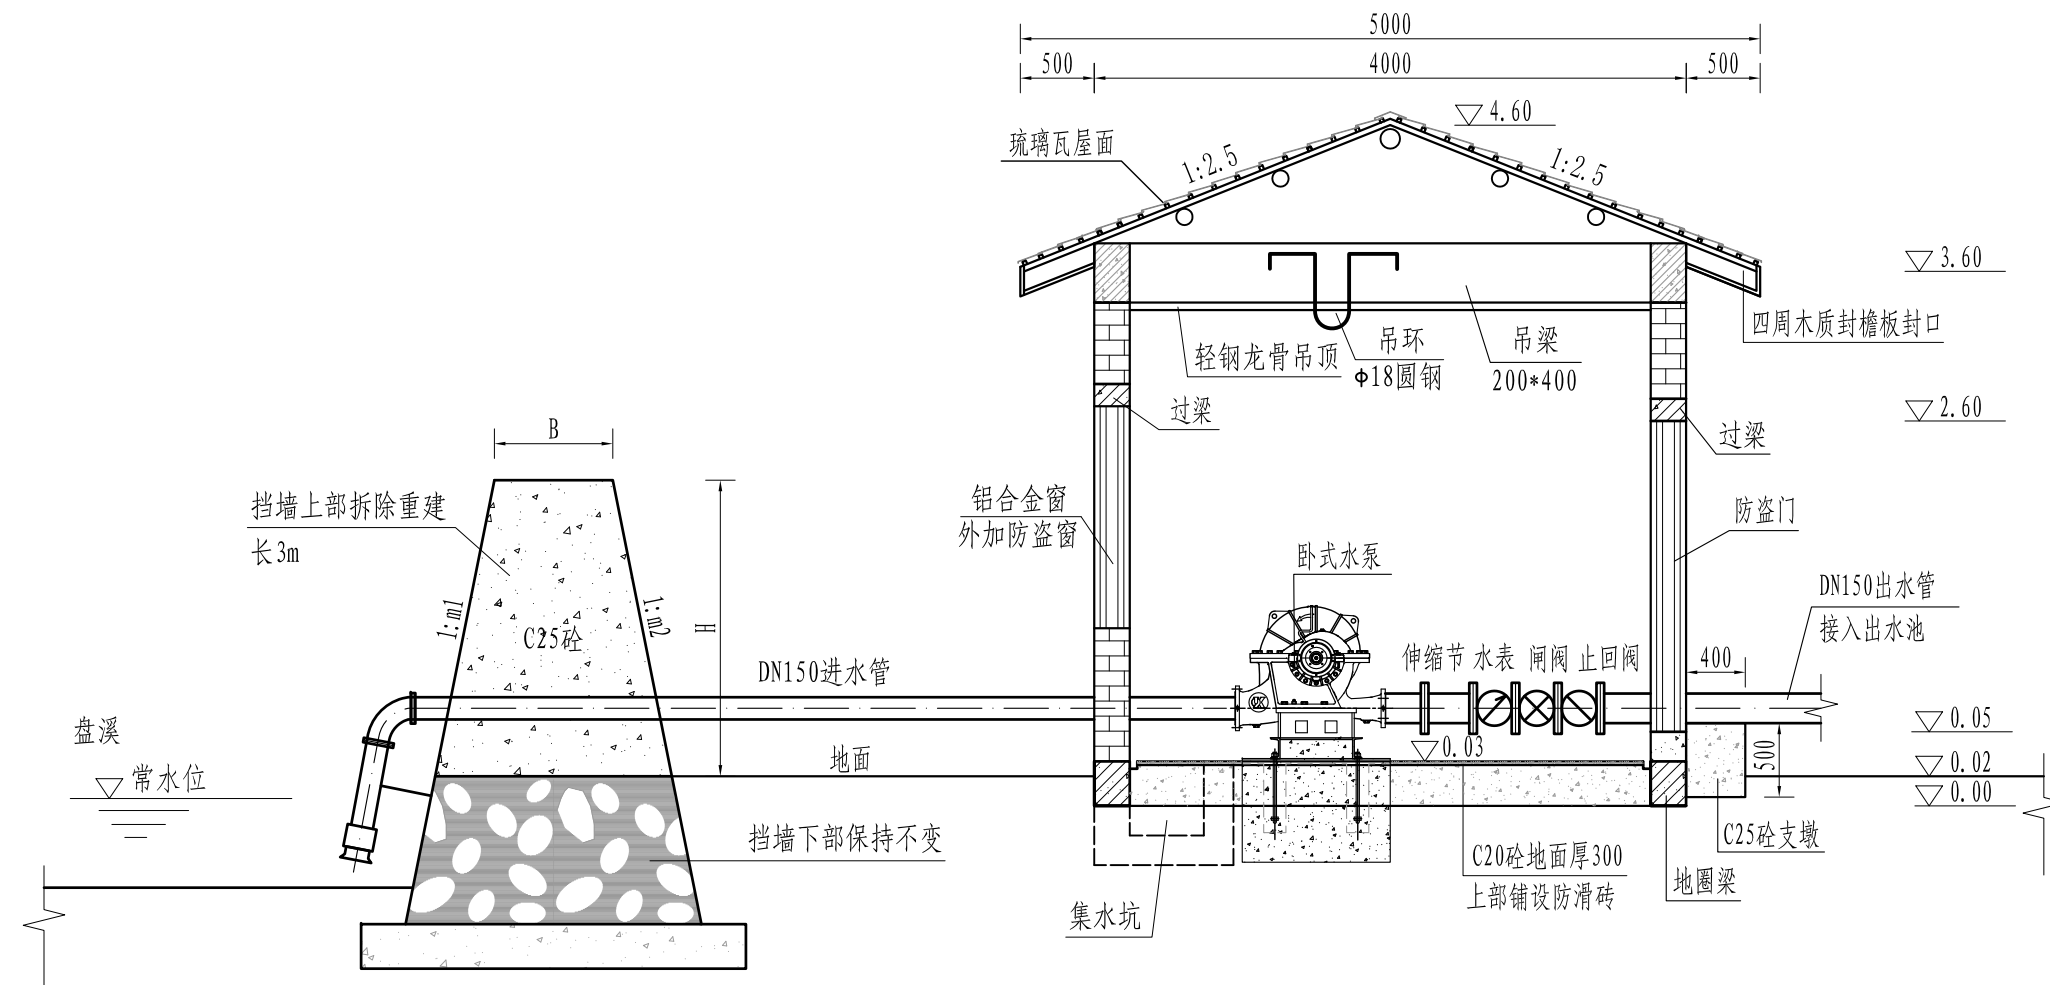 5000
500
4000
500
4.60
琉璃瓦屋面
1:2.5
1:2.5
3.60
四周木质封檐板封口
轻钢龙骨吊顶
吊环
φ18圆钢
吊梁
200*400
过梁
2.60
过梁
B
挡墙上部拆除重建
长3m
铝合金窗
外加防盗窗
防盗门
卧式水泵
DN150出水管
接入出水池
1:m1
C25砼
1:m2
H
DN150进水管
伸缩节
水表
闸阀
止回阀
400
盘溪
常水位
地面
0.03
500
0.05
0.02
0.00
挡墙下部保持不变
C20砼地面厚300
上部铺设防滑砖
C25砼支墩
地圈梁
集水坑